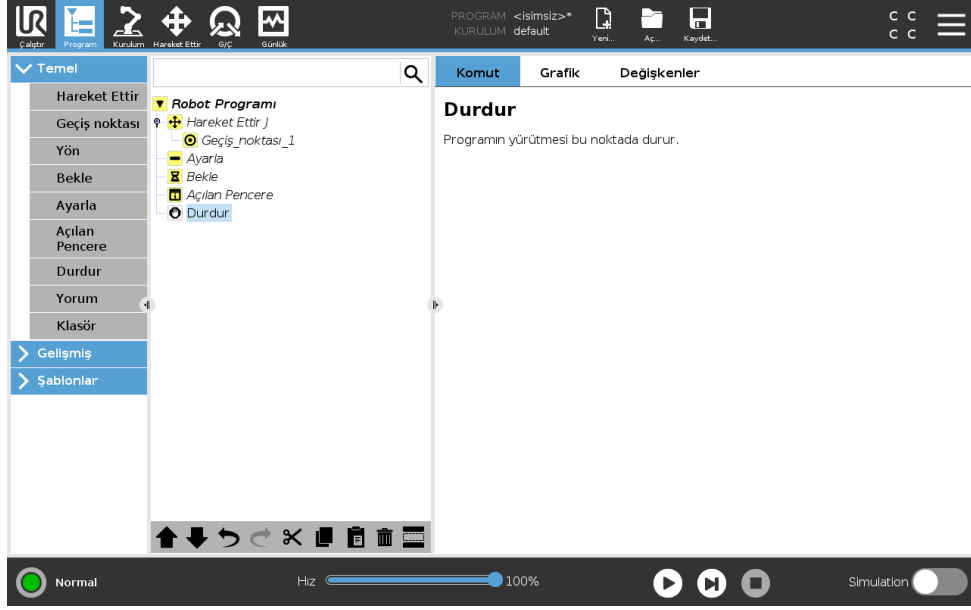 PROGRAM <isimsiz>*
KURULUM default
C C
C C
Çalıştır Program Kurulum Hareket Ettir G/Ç Günlük Yeni... Aç... Kaydet...
Temel
Hareket Ettir
Geçiş noktası
Yön
Bekle
Ayarla
Açılan
Pencere
Durdur
Yorum
Klasör
Gelişmiş
Şablonlar
Robot Programı
Hareket Ettir J
Geçiş_noktası_1
Ayarla
Bekle
Açılan Pencere
Durdur
Komut Grafik Değişkenler
Durdur
Programın yürütmesi bu noktada durur.
Normal
Hız 100%
Simulation